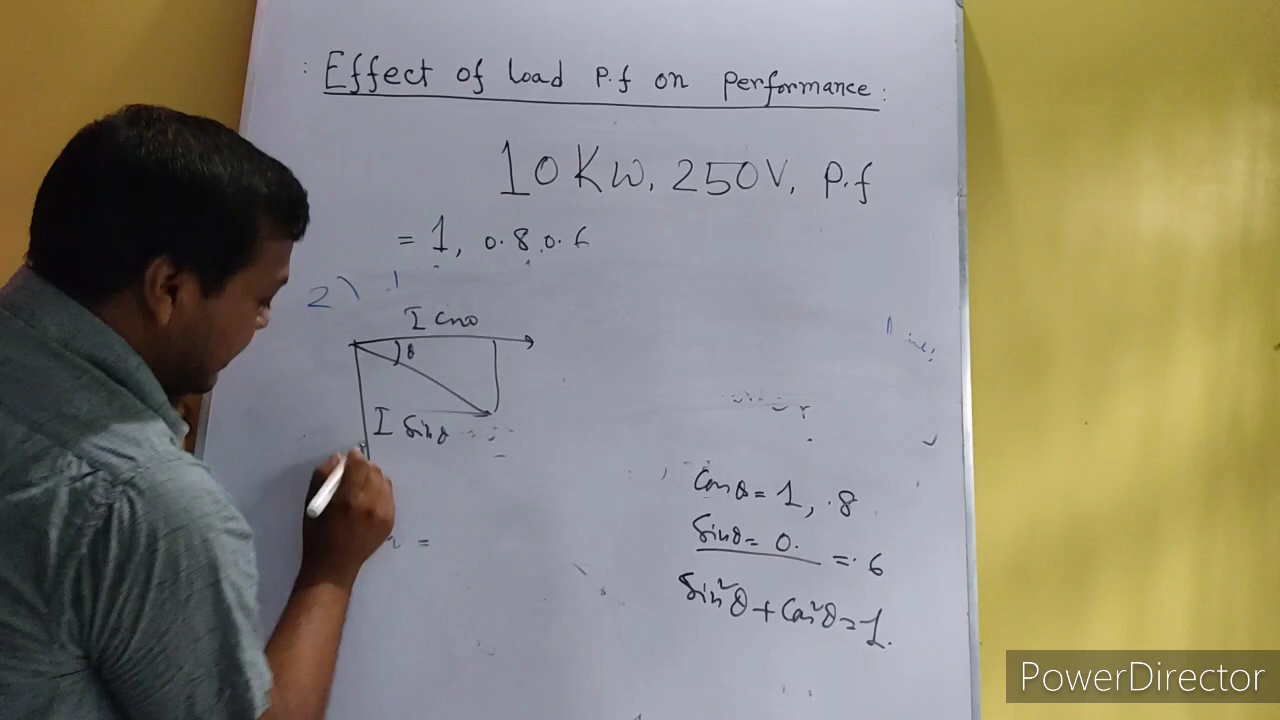 : Effect of load P.f on performance :
10 KW, 250V, P.f
= 1, 0.8, 0.6
2)
I Cosθ
θ
I Sinθ
Cosθ = 1, .8
Sinθ = 0. = .6
Sin²θ + Cos²θ = 1.
PowerDirector